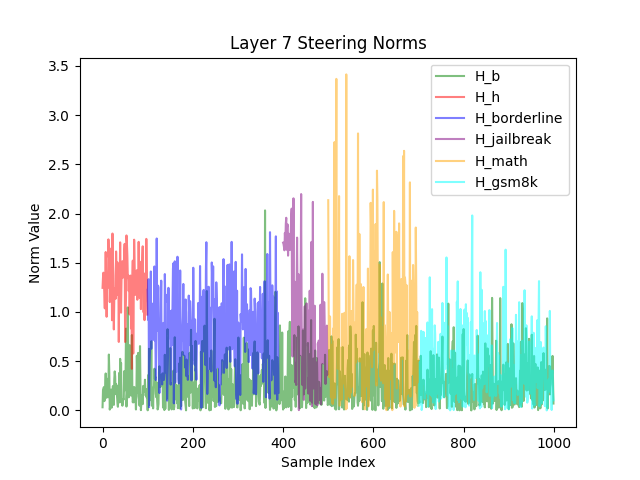 Layer 7 Steering Norms
3.5
3.0
2.5
2.0
1.5
1.0
0.5
0.0
Norm Value
H_b
H_h
H_borderline
H_jailbreak
H_math
H_gsm8k
0
200
400
600
800
1000
Sample Index